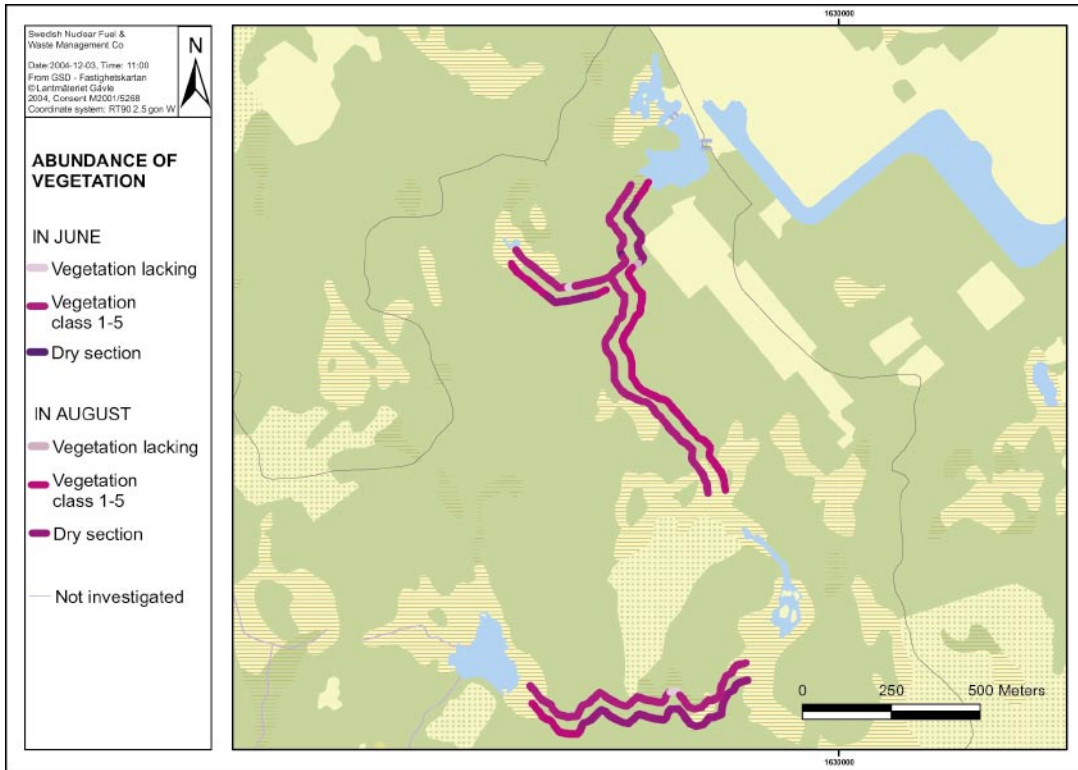 Swedish Nuclear Fuel &
Waste Management Co
Date:2004-12-03, Time: 11:00
From GSD - Fastighetskartan
©Lantmäteriet Gävle
2004, Consent M2001/5268
Coordinate system: RT90 2.5 gon W
N
ABUNDANCE OF
VEGETATION
IN JUNE
Vegetation lacking
Vegetation
class 1-5
Dry section
IN AUGUST
Vegetation lacking
Vegetation
class 1-5
Dry section
Not investigated
1630000
0 250 500 Meters
1630000